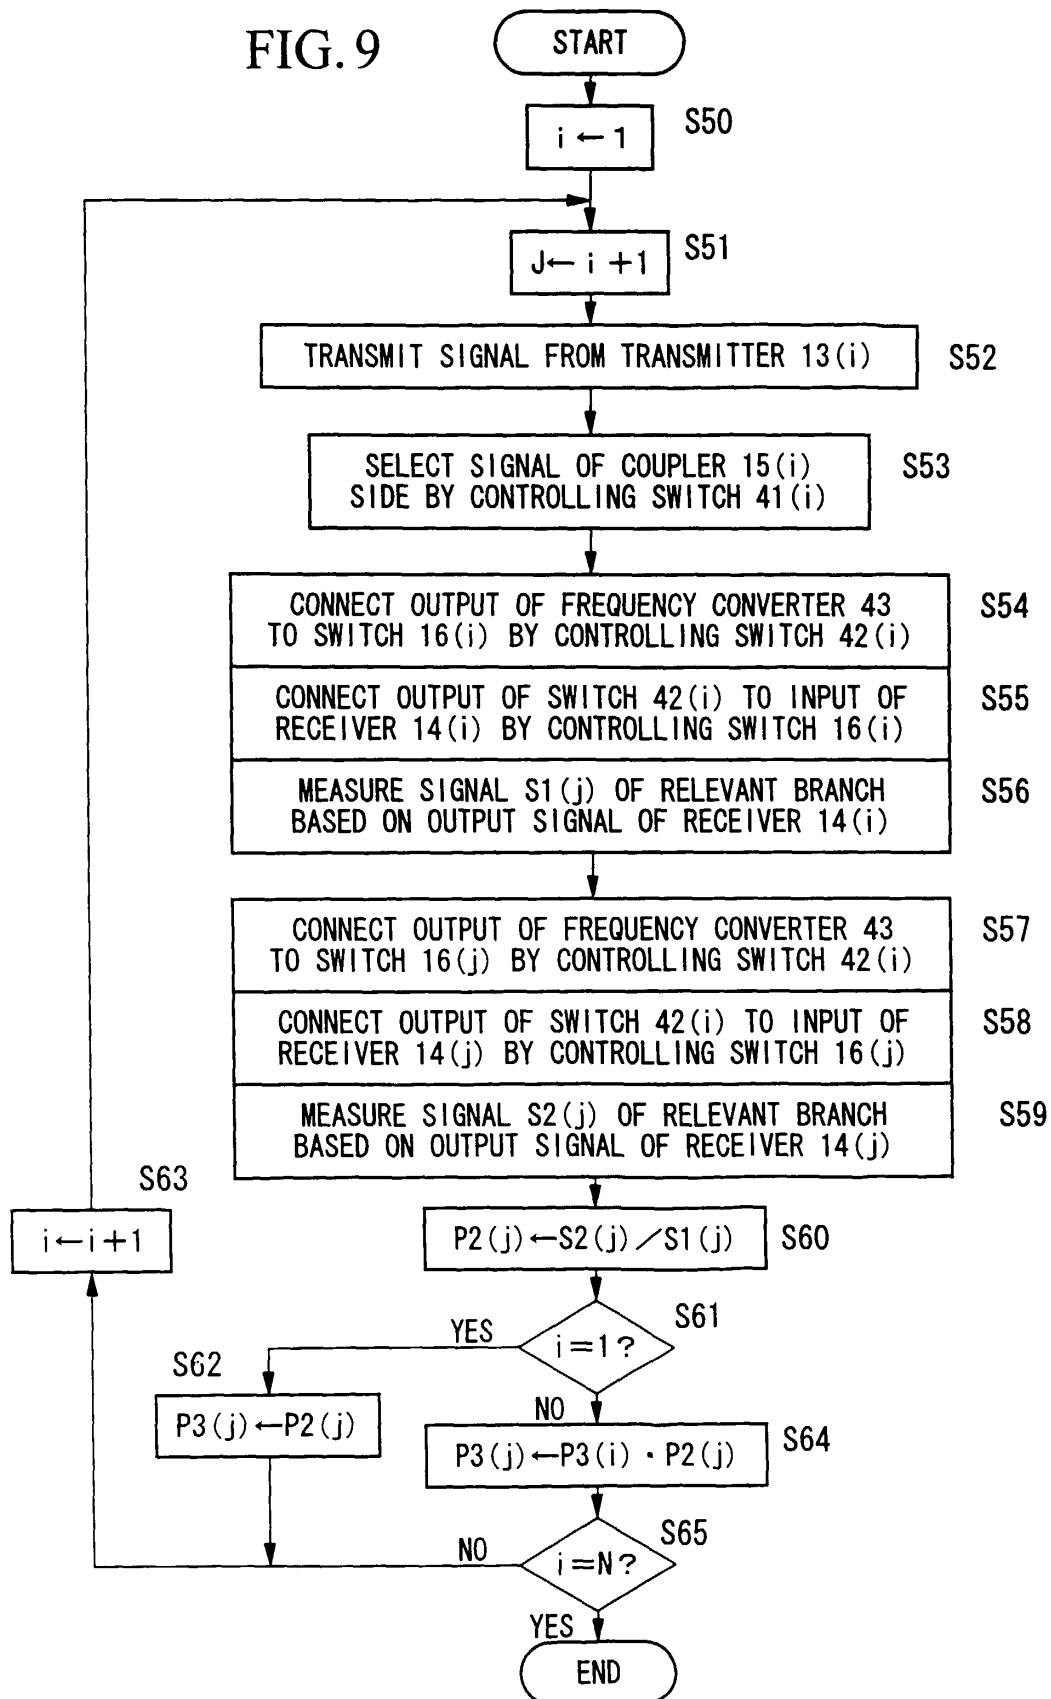 FIG. 9
START
i ← 1
S50
J ← i + 1
S51
TRANSMIT SIGNAL FROM TRANSMITTER 13(i)
S52
SELECT SIGNAL OF COUPLER 15(i)
SIDE BY CONTROLLING SWITCH 41(i)
S53
CONNECT OUTPUT OF FREQUENCY CONVERTER 43
TO SWITCH 16(i) BY CONTROLLING SWITCH 42(i)
S54
CONNECT OUTPUT OF SWITCH 42(i) TO INPUT OF
RECEIVER 14(i) BY CONTROLLING SWITCH 16(i)
S55
MEASURE SIGNAL S1(j) OF RELEVANT BRANCH
BASED ON OUTPUT SIGNAL OF RECEIVER 14(i)
S56
CONNECT OUTPUT OF FREQUENCY CONVERTER 43
TO SWITCH 16(j) BY CONTROLLING SWITCH 42(i)
S57
CONNECT OUTPUT OF SWITCH 42(i) TO INPUT OF
RECEIVER 14(j) BY CONTROLLING SWITCH 16(j)
S58
MEASURE SIGNAL S2(j) OF RELEVANT BRANCH
BASED ON OUTPUT SIGNAL OF RECEIVER 14(j)
S59
S63
i ← i + 1
P2(j) ← S2(j) / S1(j)
S60
S61
i = 1 ?
YES
S62
P3(j) ← P2(j)
NO
P3(j) ← P3(i) · P2(j)
S64
S65
i = N ?
NO
YES
END